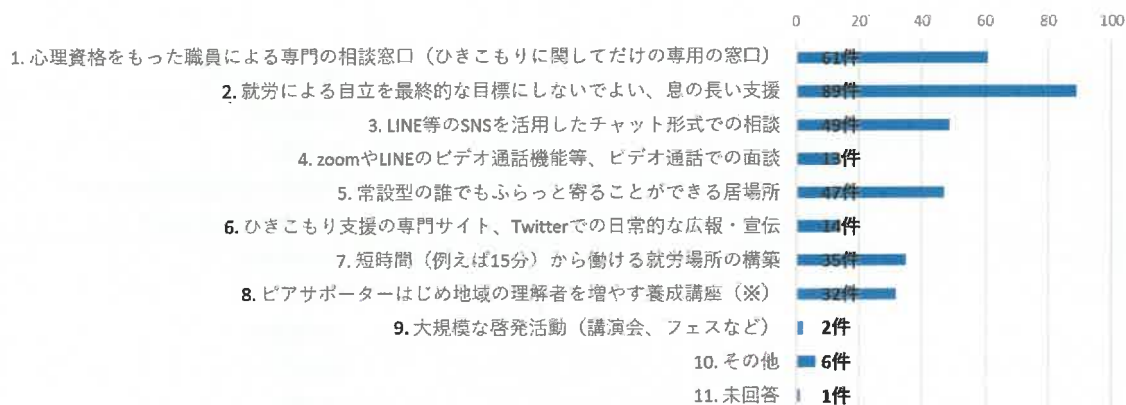 0 20 40 60 80 100
1. 心理資格をもった職員による専門の相談窓口（ひきこもりに関してだけの専用の窓口） 61件
2. 就労による自立を最終的な目標にしないでよい、息の長い支援 89件
3. LINE等のSNSを活用したチャット形式での相談 49件
4. zoomやLINEのビデオ通話機能等、ビデオ通話での面談 13件
5. 常設型の誰でもふらっと寄ることができる居場所 47件
6. ひきこもり支援の専門サイト、Twitterでの日常的な広報・宣伝 14件
7. 短時間（例えば15分）から働ける就労場所の構築 35件
8. ピアサポーターはじめ地域の理解者を増やす養成講座（※） 32件
9. 大規模な啓発活動（講演会、フェスなど） 2件
10. その他 6件
11. 未回答 1件